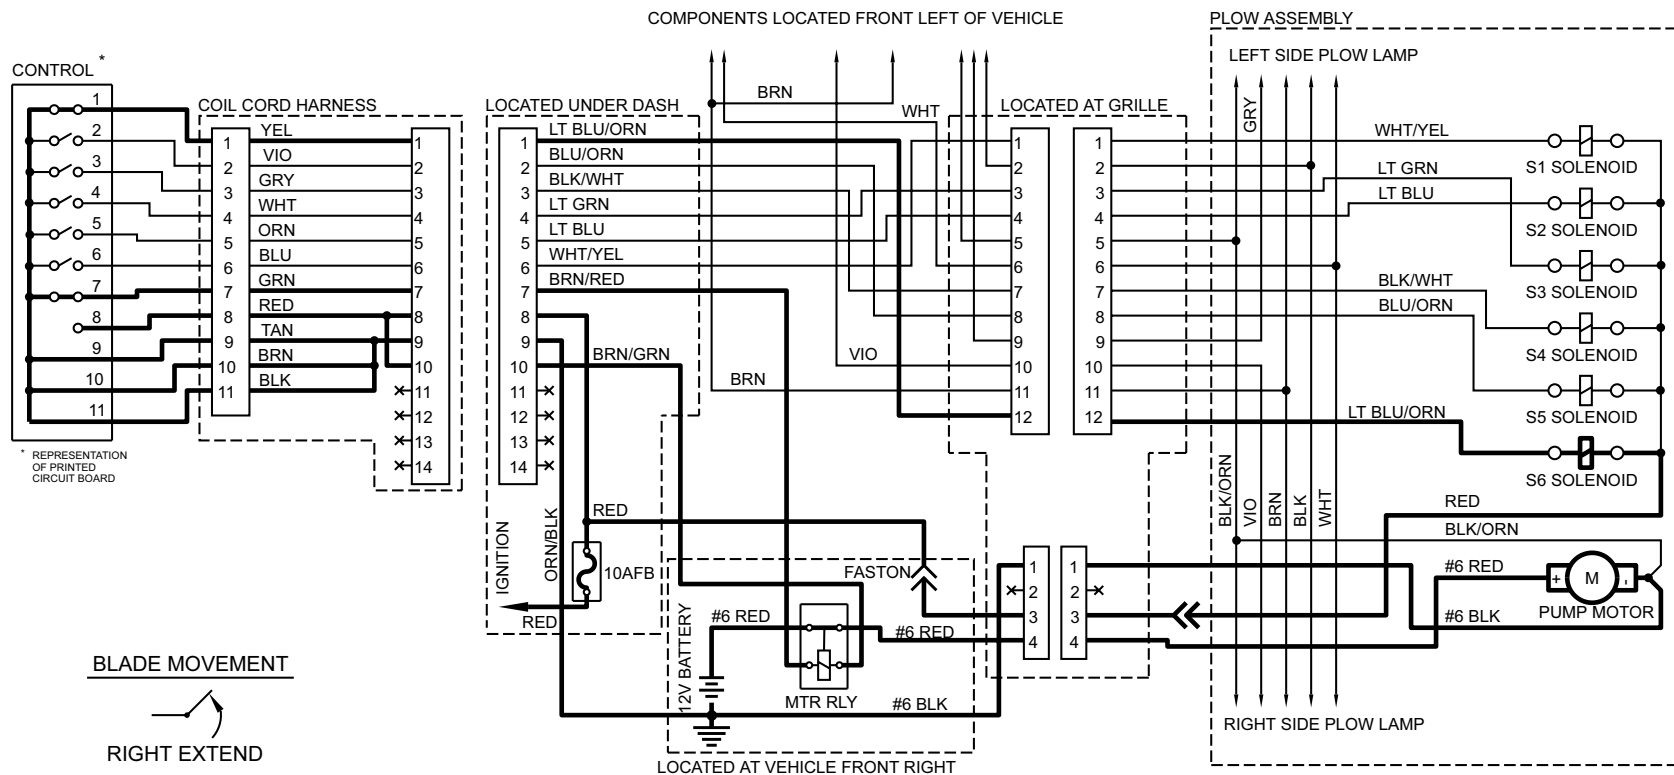 COMPONENTS LOCATED FRONT LEFT OF VEHICLE
PLOW ASSEMBLY
CONTROL *
1
2
3
4
5
6
7
8
9
10
11
* REPRESENTATION
OF PRINTED
CIRCUIT BOARD
COIL CORD HARNESS
1
2
3
4
5
6
7
8
9
10
11
YEL
VIO
GRY
WHT
ORN
BLU
GRN
RED
TAN
BRN
BLK
1
2
3
4
5
6
7
8
9
10
11
12
13
14
LOCATED UNDER DASH
1
2
3
4
5
6
7
8
9
10
11
12
13
14
LT BLU/ORN
BLU/ORN
BLK/WHT
LT GRN
LT BLU
WHT/YEL
BRN/RED
BRN/GRN
BRN
WHT
VIO
BRN
LOCATED AT GRILLE
1
2
3
4
5
6
7
8
9
10
11
12
1
2
3
4
5
6
7
8
9
10
11
12
LEFT SIDE PLOW LAMP
GRY
WHT/YEL
LT GRN
LT BLU
BLK/WHT
BLU/ORN
LT BLU/ORN
S1 SOLENOID
S2 SOLENOID
S3 SOLENOID
S4 SOLENOID
S5 SOLENOID
S6 SOLENOID
BLK/ORN
VIO
BRN
BLK
WHT
RED
BLK/ORN
#6 RED
+
M
-
PUMP MOTOR
#6 BLK
RIGHT SIDE PLOW LAMP
IGNITION
ORN/BLK
RED
10AFB
RED
FASTON
12V BATTERY
#6 RED
#6 RED
MTR RLY
#6 BLK
1
2
3
4
1
2
3
4
LOCATED AT VEHICLE FRONT RIGHT
BLADE MOVEMENT
RIGHT EXTEND